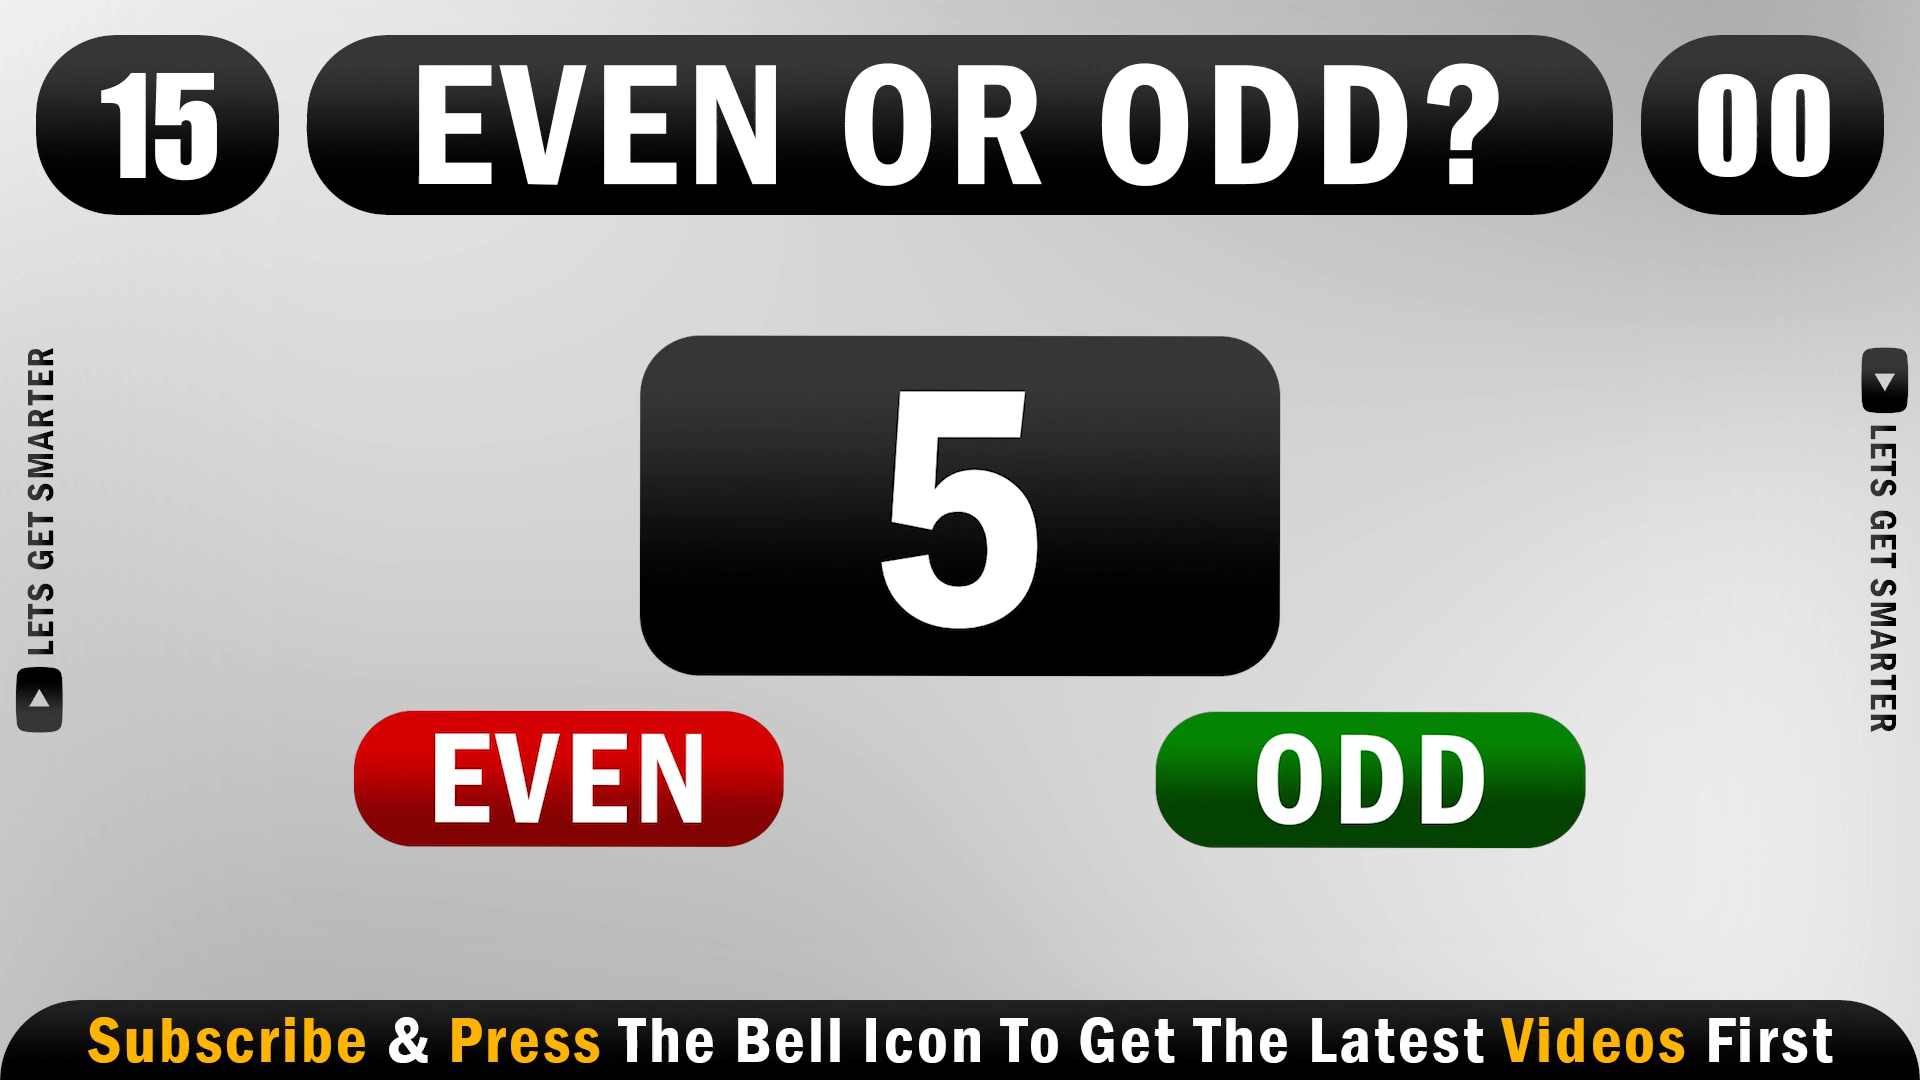 15
EVEN OR ODD?
00
LETS GET SMARTER
5
LETS GET SMARTER
EVEN
ODD
Subscribe & Press The Bell Icon To Get The Latest Videos First